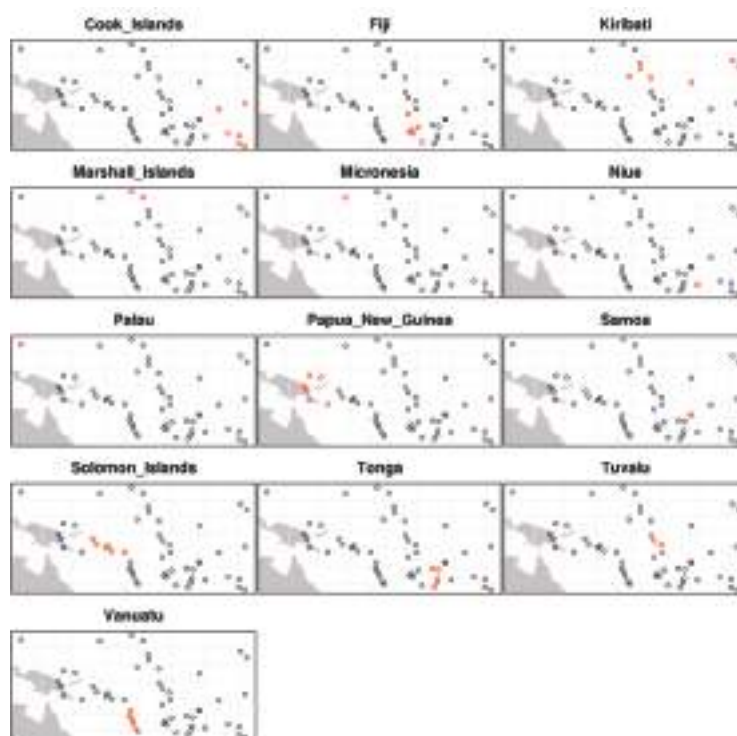 Cook_Islands Fiji Kiribati
Marshall_Islands Micronesia Niue
Palau Papua_New_Guinea Samoa
Solomon_Islands Tonga Tuvalu
Vanuatu